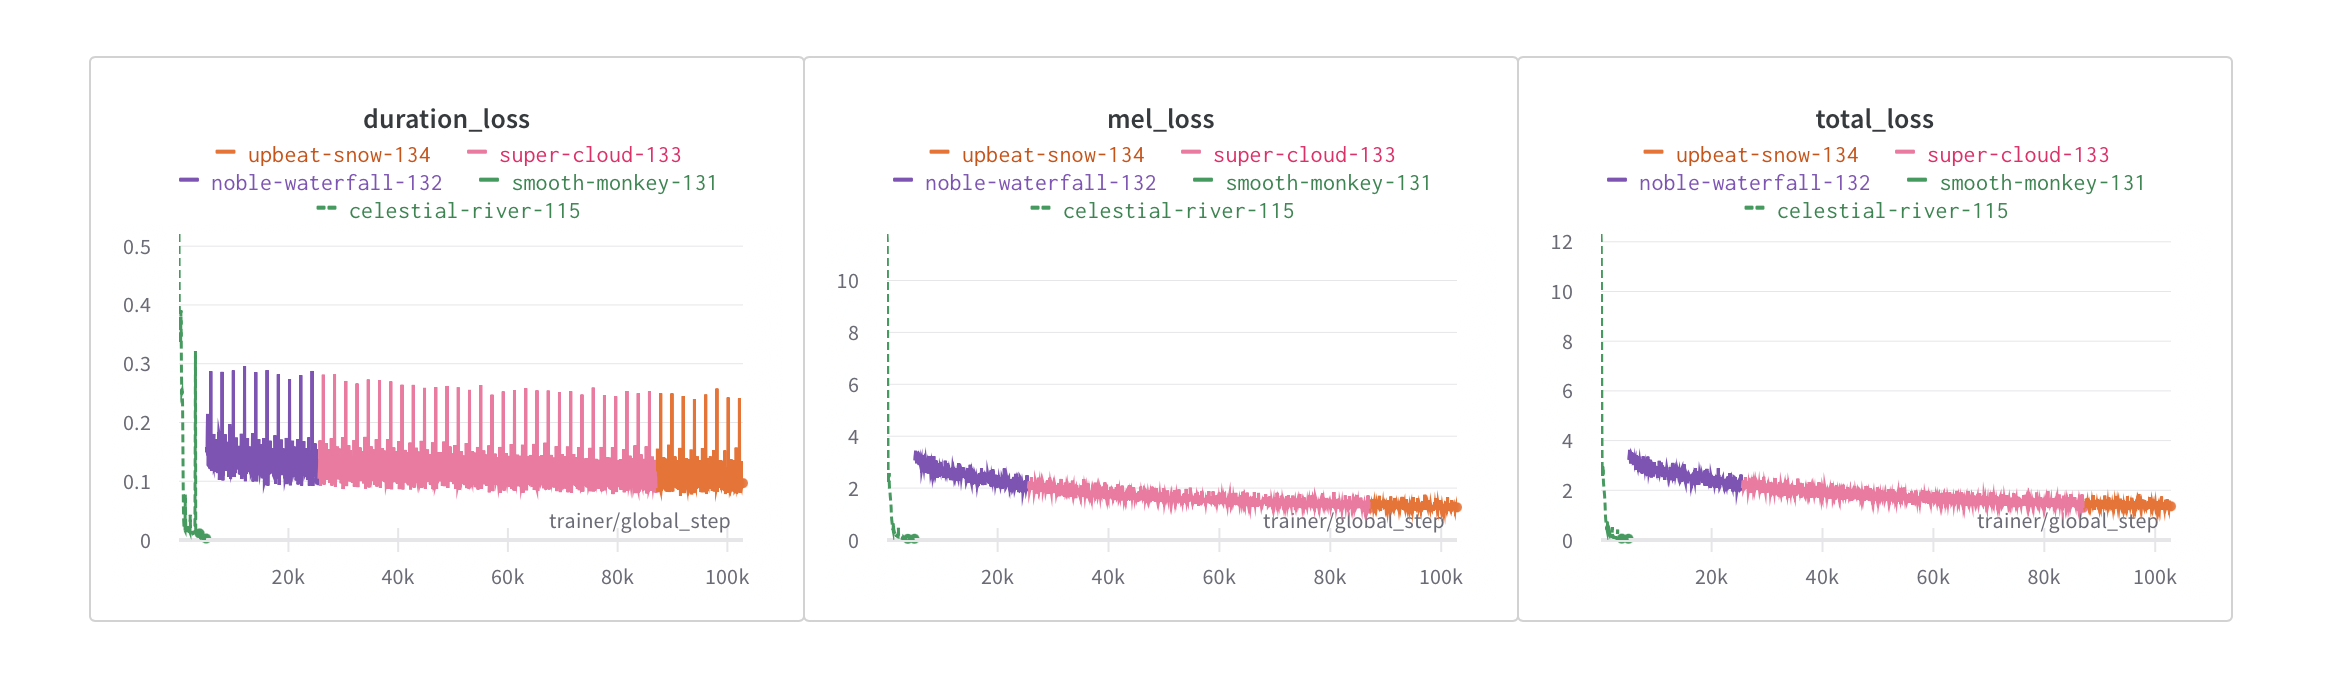 duration_loss
upbeat-snow-134 super-cloud-133
noble-waterfall-132 smooth-monkey-131
celestial-river-115
0.5
0.4
0.3
0.2
0.1
0
trainer/global_step
20k 40k 60k 80k 100k
mel_loss
upbeat-snow-134 super-cloud-133
noble-waterfall-132 smooth-monkey-131
celestial-river-115
10
8
6
4
2
0
trainer/global_step
20k 40k 60k 80k 100k
total_loss
upbeat-snow-134 super-cloud-133
noble-waterfall-132 smooth-monkey-131
celestial-river-115
12
10
8
6
4
2
0
trainer/global_step
20k 40k 60k 80k 100k